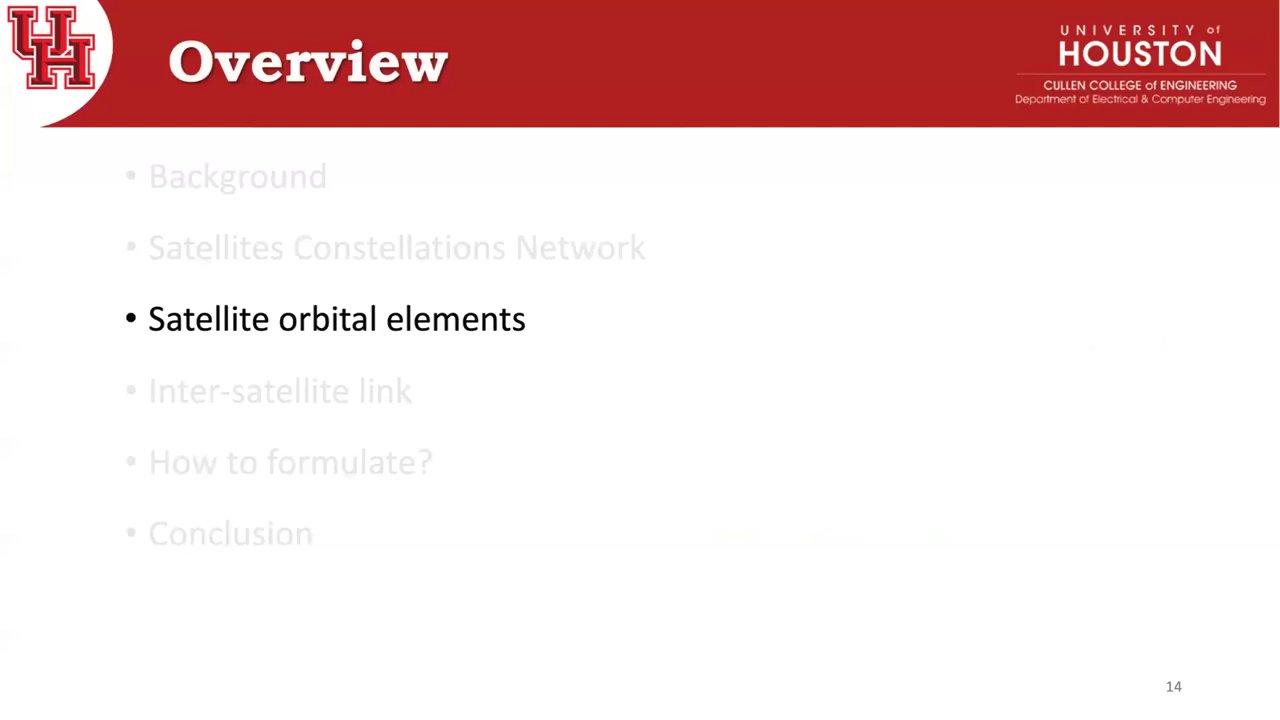 UH
Overview
UNIVERSITY of
HOUSTON
CULLEN COLLEGE of ENGINEERING
Department of Electrical & Computer Engineering
• Background
• Satellites Constellations Network
• Satellite orbital elements
• Inter-satellite link
• How to formulate?
• Conclusion
14